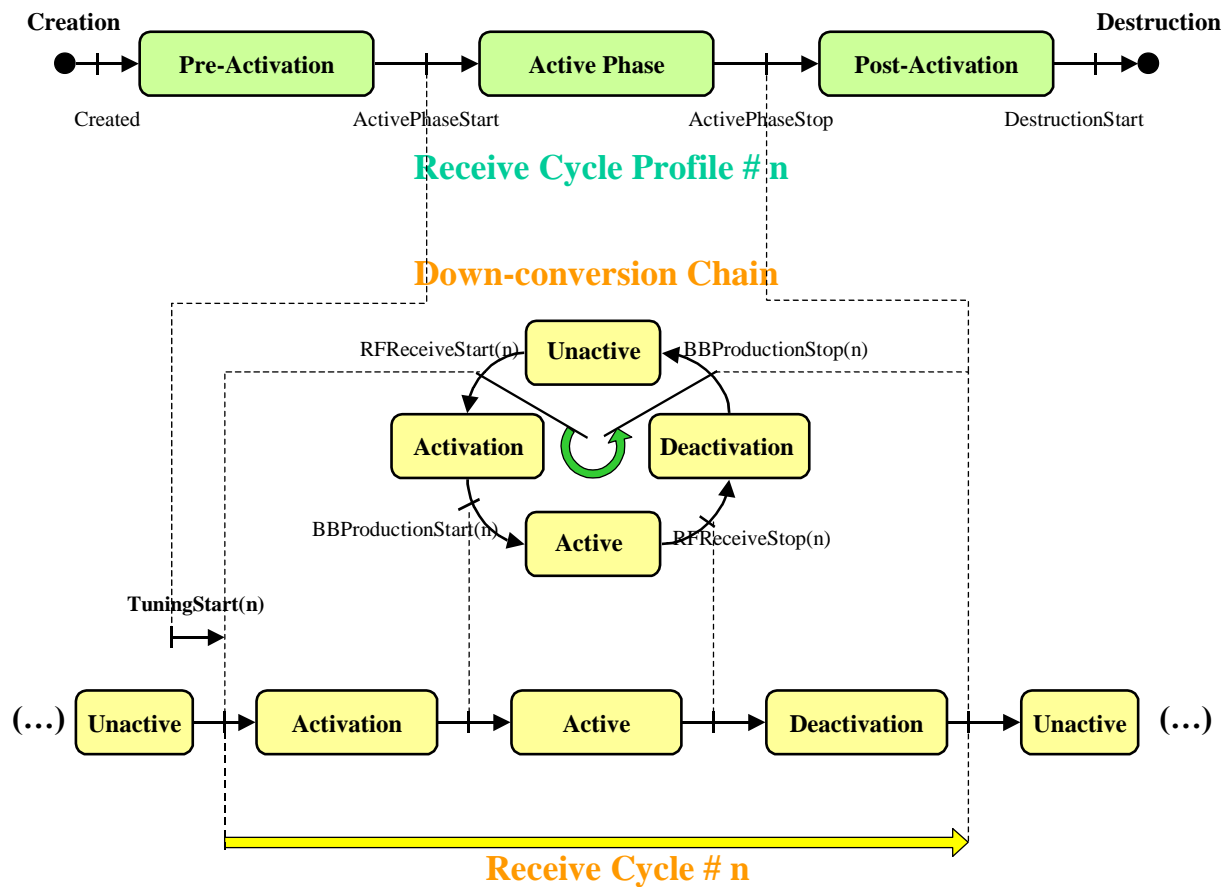 Creation
Destruction
Pre-Activation
Active Phase
Post-Activation
Created
ActivePhaseStart
ActivePhaseStop
DestructionStart
Receive Cycle Profile # n
Down-conversion Chain
RFReceiveStart(n)
Unactive
BBProductionStop(n)
Activation
Deactivation
BBProductionStart(n)
Active
RFReceiveStop(n)
TuningStart(n)
(…)
Unactive
Activation
Active
Deactivation
Unactive
(…)
Receive Cycle # n